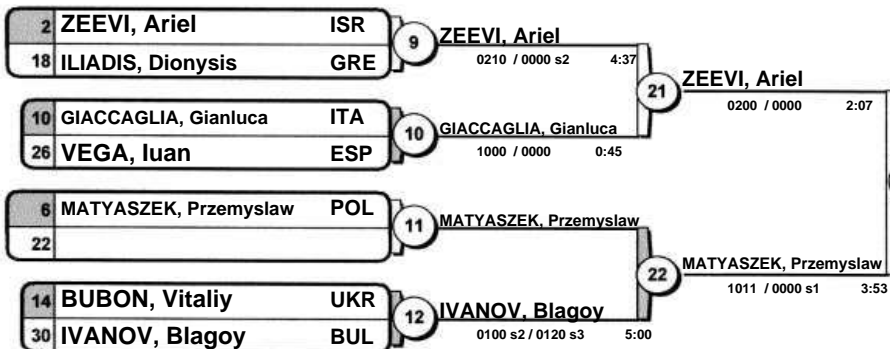 2 ZEEVI, Ariel ISR
18 ILIADIS, Dionysis GRE
9
ZEEVI, Ariel
0210 / 0000 s2 4:37
10 GIACCAGLIA, Gianluca ITA
26 VEGA, Iuan ESP
10
GIACCAGLIA, Gianluca
1000 / 0000 0:45
21
ZEEVI, Ariel
0200 / 0000 2:07
6 MATYASZEK, Przemyslaw POL
22
11
MATYASZEK, Przemyslaw
14 BUBON, Vitaliy UKR
30 IVANOV, Blagoy BUL
12
IVANOV, Blagoy
0100 s2 / 0120 s3 5:00
22
MATYASZEK, Przemyslaw
1011 / 0000 s1 3:53